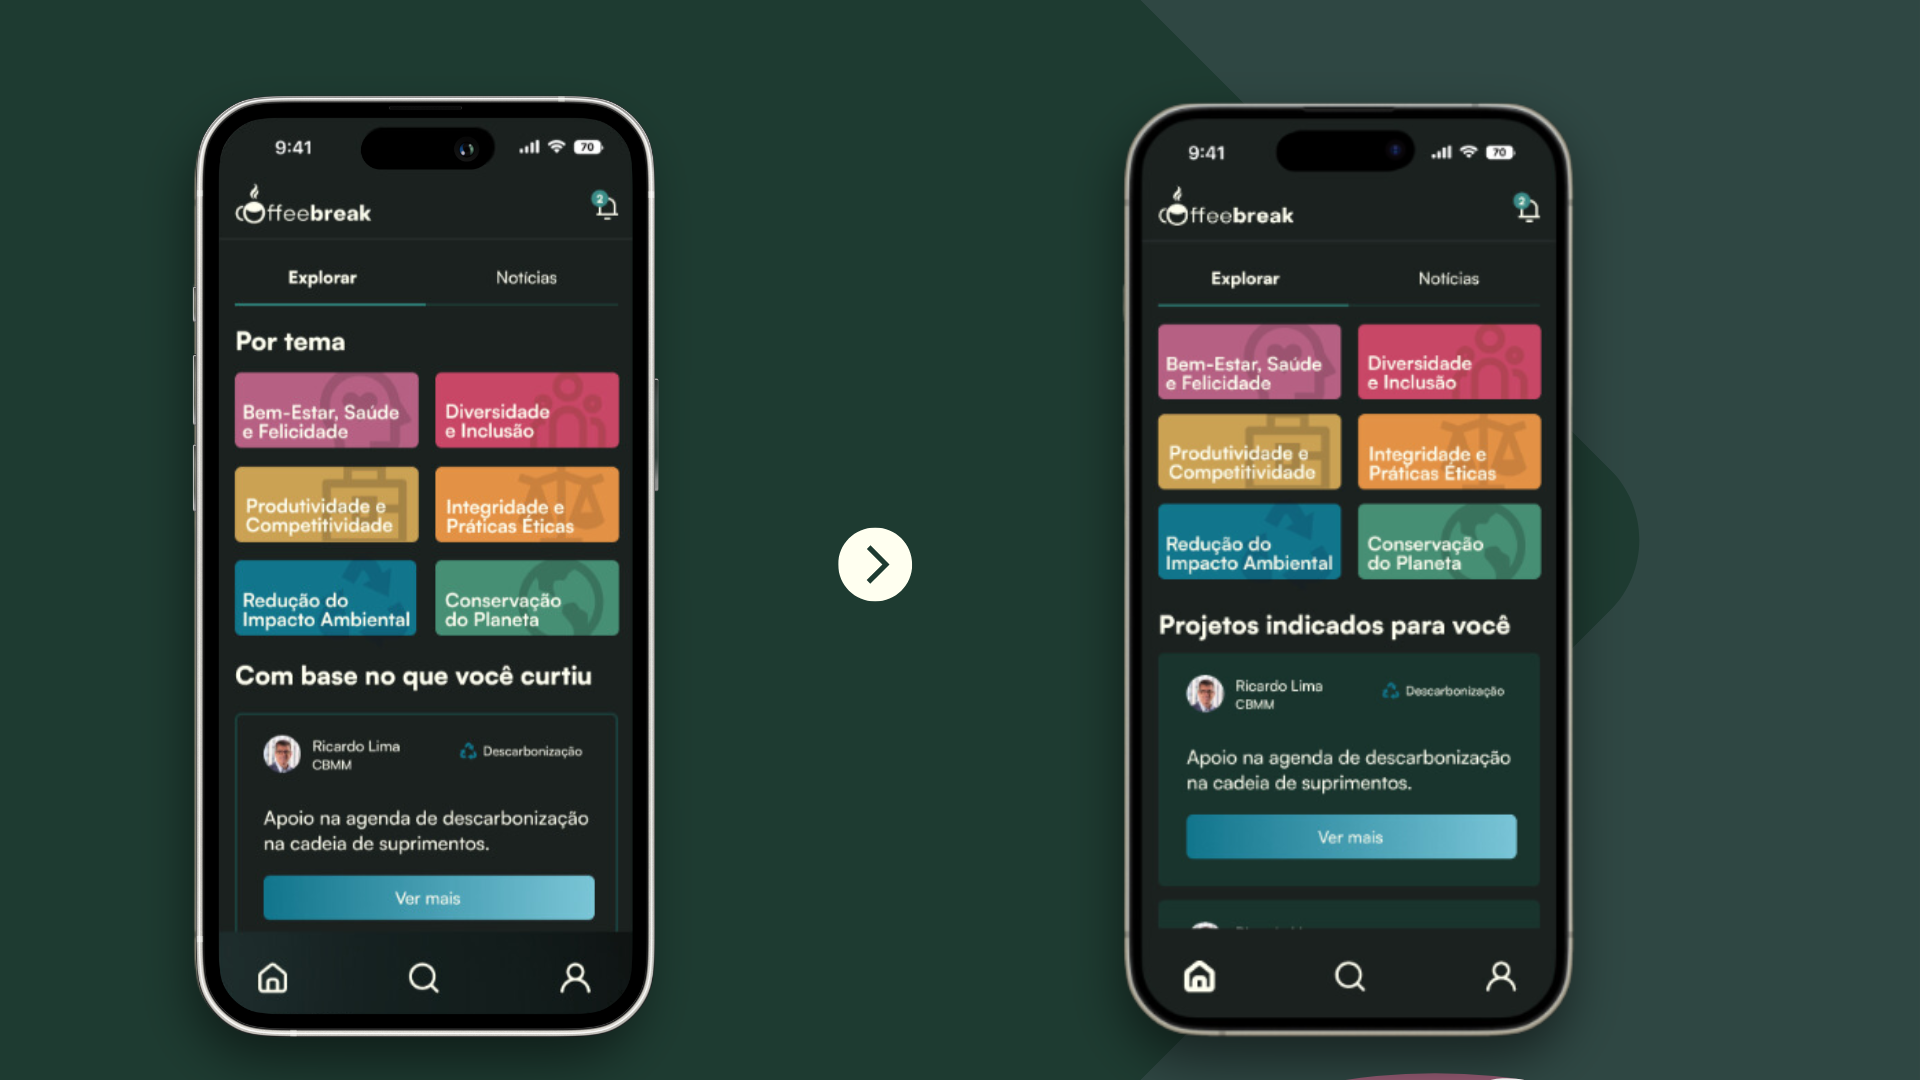 9:41
70
Coffeebreak
2
Explorar
Notícias
Por tema
Bem-Estar, Saúde
e Felicidade
Diversidade
e Inclusão
Produtividade e
Competitividade
Integridade e
Práticas Éticas
Redução do
Impacto Ambiental
Conservação
do Planeta
Com base no que você curtiu
Ricardo Lima
CBMM
Descarbonização
Apoio na agenda de descarbonização
na cadeia de suprimentos.
Ver mais
9:41
70
Coffeebreak
2
Explorar
Notícias
Bem-Estar, Saúde
e Felicidade
Diversidade
e Inclusão
Produtividade e
Competitividade
Integridade e
Práticas Éticas
Redução do
Impacto Ambiental
Conservação
do Planeta
Projetos indicados para você
Ricardo Lima
CBMM
Descarbonização
Apoio na agenda de descarbonização
na cadeia de suprimentos.
Ver mais